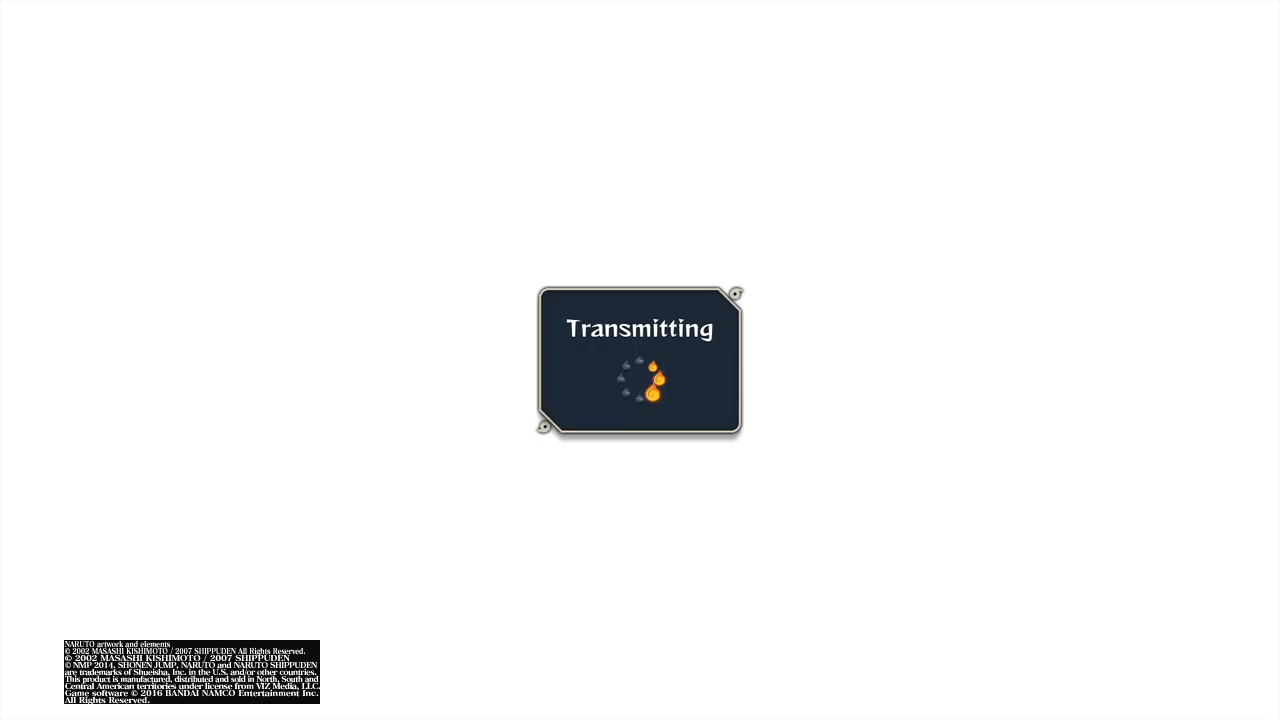 Transmitting
NARUTO artwork and elements
© 2002 MASASHI KISHIMOTO / 2007 SHIPPUDEN All Rights Reserved.
© 2002 MASASHI KISHIMOTO / 2007 SHIPPUDEN
© NMP 2014, SHONEN JUMP, NARUTO and NARUTO SHIPPUDEN
are trademarks of Shueisha, Inc. in the U.S. and/or other countries.
This product is manufactured, distributed and sold in North, South and
Central American territories under license from VIZ Media, LLC.
Game software © 2016 BANDAI NAMCO Entertainment Inc.
All Rights Reserved.